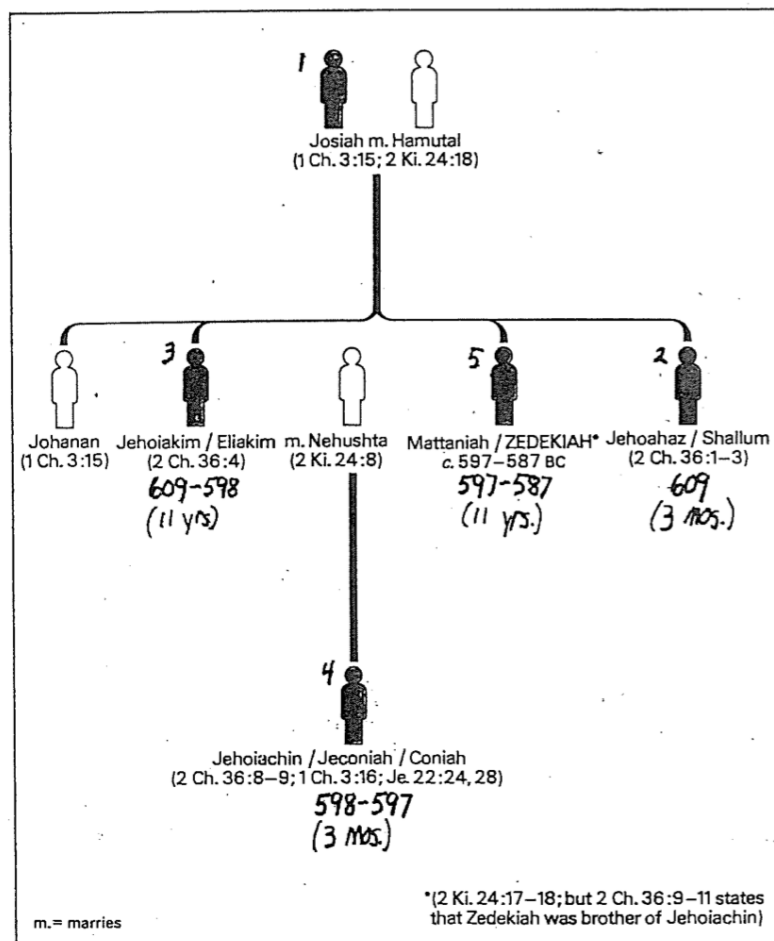 1
Josiah m. Hamutal
(1 Ch. 3:15; 2 Ki. 24:18)
3
5
2
Johanan
(1 Ch. 3:15)
Jehoiakim / Eliakim
(2 Ch. 36:4)
609-598
(11 yrs)
m. Nehushta
(2 Ki. 24:8)
Mattaniah / ZEDEKIAH*
c. 597–587 BC
597-587
(11 yrs.)
Jehoahaz / Shallum
(2 Ch. 36:1–3)
609
(3 mos.)
4
Jehoiachin / Jeconiah / Coniah
(2 Ch. 36:8–9; 1 Ch. 3:16; Je. 22:24, 28)
598-597
(3 mos.)
m.= marries
*(2 Ki. 24:17–18; but 2 Ch. 36:9–11 states
that Zedekiah was brother of Jehoiachin)